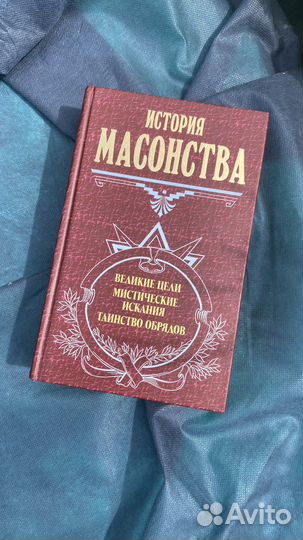 ИСТОРИЯ
МАСОНСТВА
ВЕЛИКИЕ ЦЕЛИ
МИСТИЧЕСКИЕ
ИСКАНИЯ
ТАИНСТВО ОБРЯДОВ
Avito